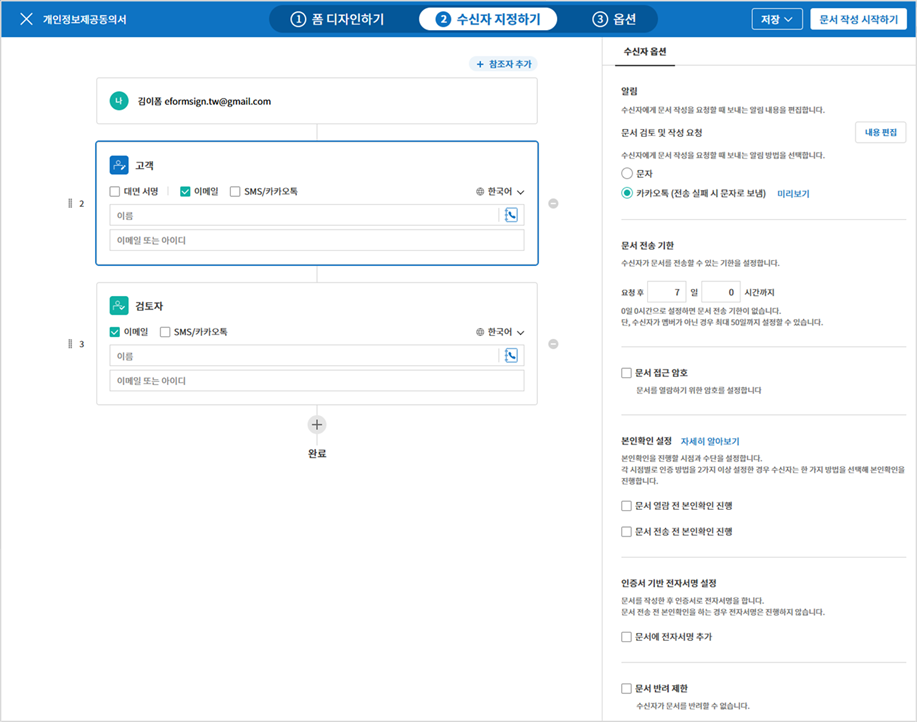 개인정보제공동의서
① 폼 디자인하기
② 수신자 지정하기
③ 옵션
저장
문서 작성 시작하기
+ 참조자 추가
나
김이폼 eformsign.tw@gmail.com
2
고객
대면 서명
이메일
SMS/카카오톡
한국어
이름
이메일 또는 아이디
3
검토자
이메일
SMS/카카오톡
한국어
이름
이메일 또는 아이디
완료
수신자 옵션
알림
수신자에게 문서 작성을 요청할 때 보내는 알림 내용을 편집합니다.
문서 검토 및 작성 요청
내용 편집
수신자에게 문서 작성을 요청할 때 보내는 알림 방법을 선택합니다.
문자
카카오톡 (전송 실패 시 문자로 보냄) 미리보기
문서 전송 기한
수신자가 문서를 전송할 수 있는 기한을 설정합니다.
요청 후 7 일 0 시간까지
0일 0시간으로 설정하면 문서 전송 기한이 없습니다.
단, 수신자가 멤버가 아닌 경우 최대 50일까지 설정할 수 있습니다.
문서 접근 암호
문서를 열람하기 위한 암호를 설정합니다
본인확인 설정 자세히 알아보기
본인확인을 진행할 시점과 수단을 설정합니다.
각 시점별로 인증 방법을 2가지 이상 설정한 경우 수신자는 한 가지 방법을 선택해 본인확인을
진행합니다.
문서 열람 전 본인확인 진행
문서 전송 전 본인확인 진행
인증서 기반 전자서명 설정
문서를 작성한 후 인증서로 전자서명을 합니다.
문서 전송 전 본인확인을 하는 경우 전자서명은 진행하지 않습니다.
문서에 전자서명 추가
문서 반려 제한
수신자가 문서를 반려할 수 없습니다.